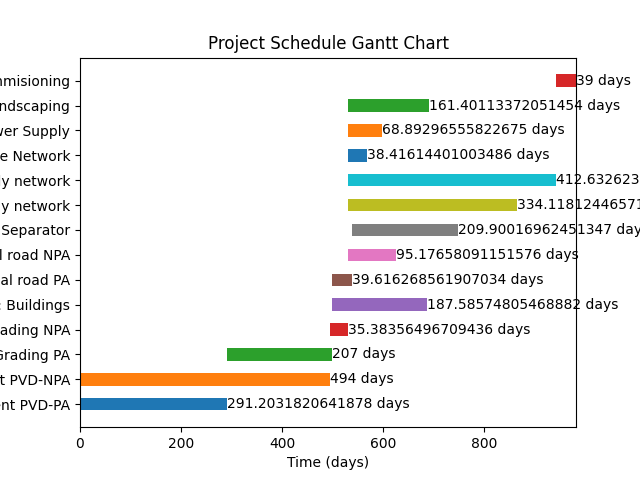 Project Schedule Gantt Chart
mmisioning 39 days
ndscaping 161.40113372051454 days
wer Supply 68.89296555822675 days
e Network 38.41614401003486 days
y network 412.632623
y network 334.11812446571
Separator 209.90016962451347 day
l road NPA 95.17658091151576 days
al road PA 39.616268561907034 days
Buildings 187.58574805468882 days
ading NPA 35.38356496709436 days
Grading PA 207 days
t PVD-NPA 494 days
ent PVD-PA 291.2031820641878 days
0 200 400 600 800
Time (days)